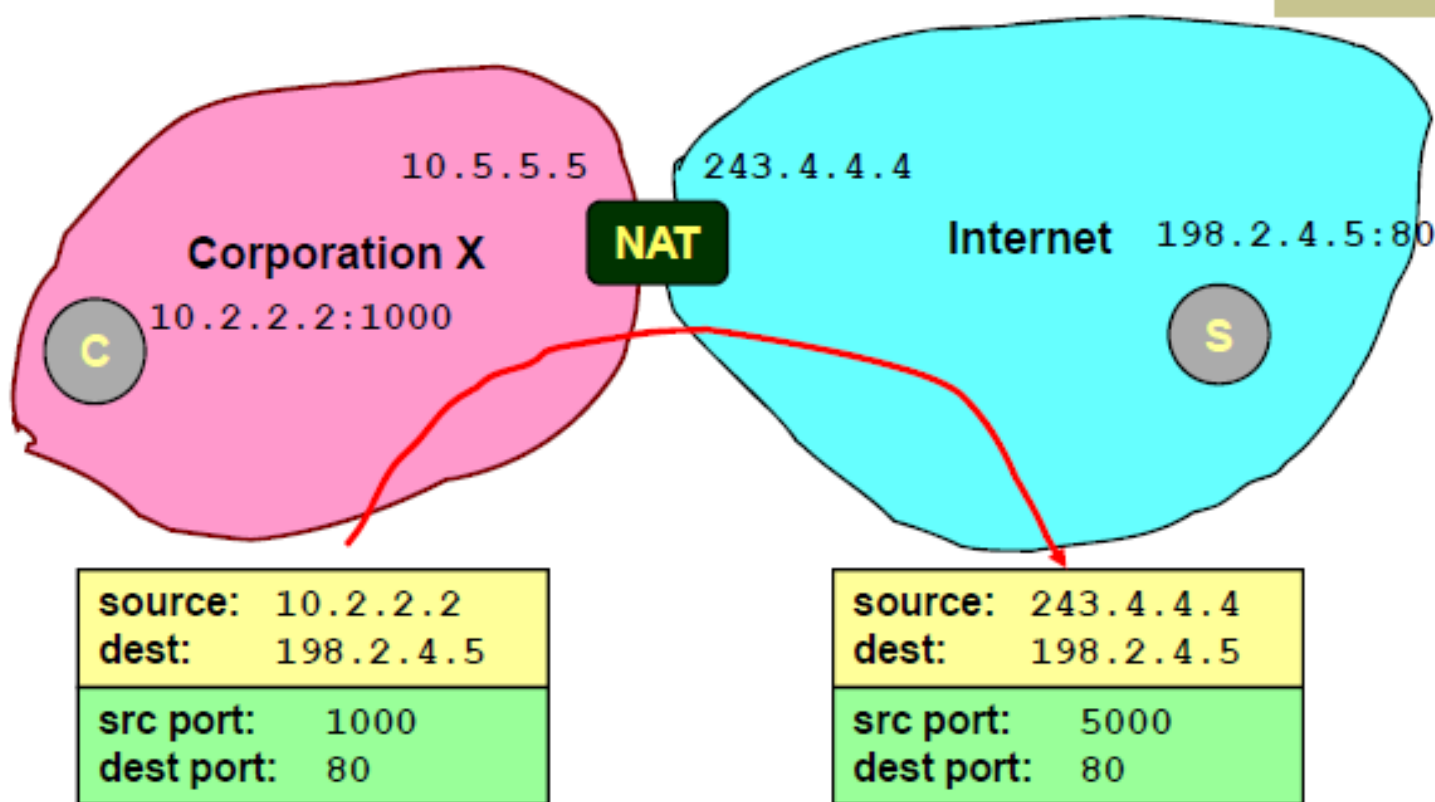 10.5.5.5
243.4.4.4
NAT
Corporation X
Internet
198.2.4.5:80
10.2.2.2:1000
C
S
source: 10.2.2.2
dest: 198.2.4.5
src port: 1000
dest port: 80
source: 243.4.4.4
dest: 198.2.4.5
src port: 5000
dest port: 80